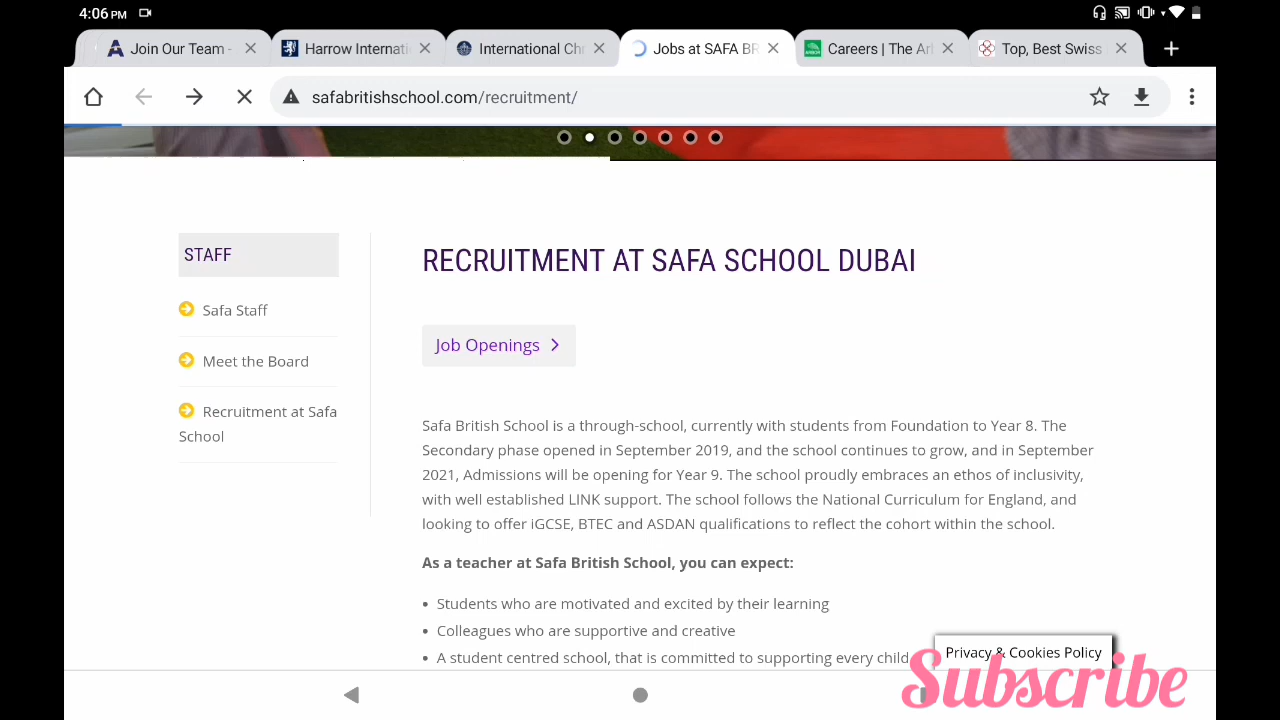 4:06 PM
Join Our Team -
Harrow Internati
International Chr
Jobs at SAFA BR
Careers | The Ar
Top, Best Swiss
safabritishschool.com/recruitment/
STAFF
Safa Staff
Meet the Board
Recruitment at Safa
School
RECRUITMENT AT SAFA SCHOOL DUBAI
Job Openings
Safa British School is a through-school, currently with students from Foundation to Year 8. The
Secondary phase opened in September 2019, and the school continues to grow, and in September
2021, Admissions will be opening for Year 9. The school proudly embraces an ethos of inclusivity,
with well established LINK support. The school follows the National Curriculum for England, and
looking to offer iGCSE, BTEC and ASDAN qualifications to reflect the cohort within the school.
As a teacher at Safa British School, you can expect:
• Students who are motivated and excited by their learning
• Colleagues who are supportive and creative
• A student centred school, that is committed to supporting every child
Privacy & Cookies Policy
Subscribe